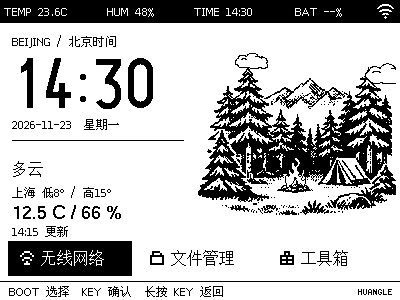 TEMP 23.6C HUM 48% TIME 14:30 BAT --%
BEIJING / 北京时间
14:30
2026-11-23 星期一
多云
上海 低8° / 高15°
12.5 C / 66 %
14:15 更新
无线网络 文件管理 工具箱
BOOT 选择 KEY 确认 长按 KEY 返回 HUANGLE